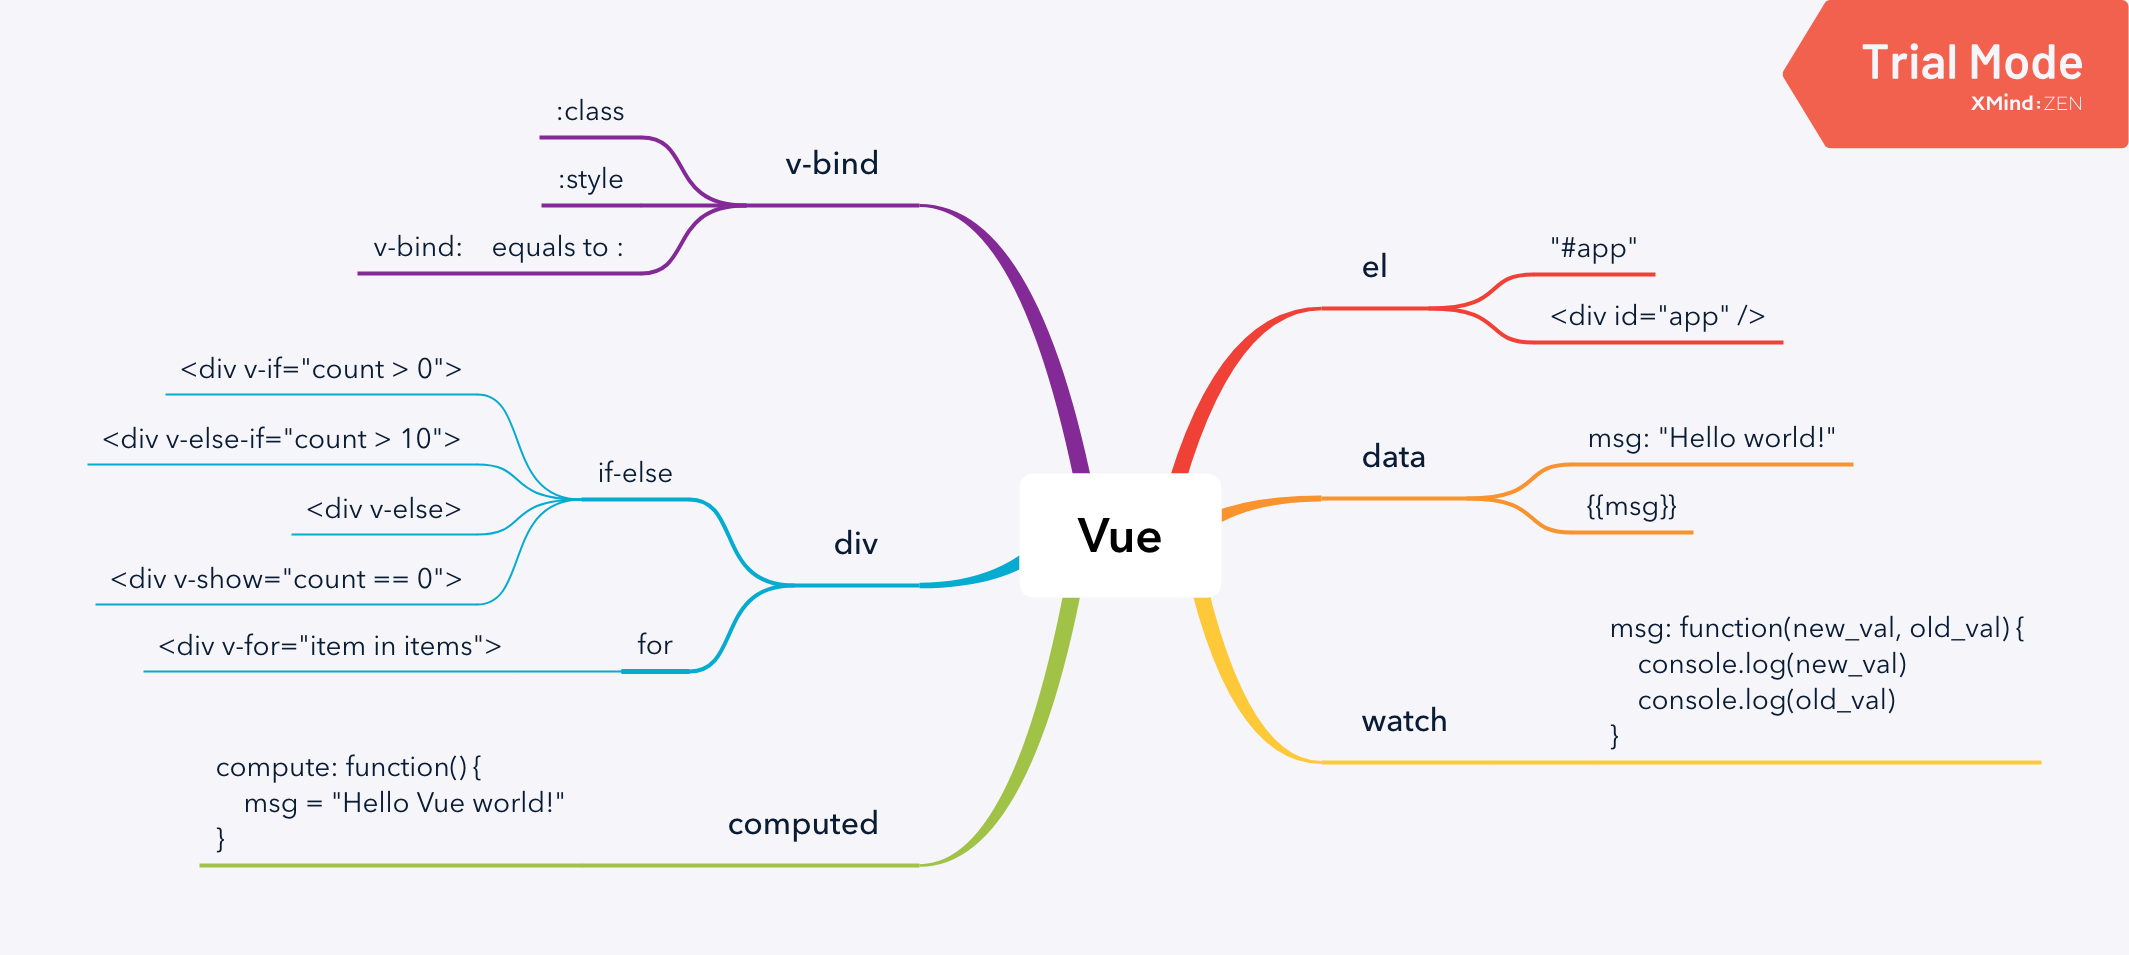 Trial Mode
XMind:ZEN
Vue
el
"#app"
<div id="app" />
data
msg: "Hello world!"
{{msg}}
watch
msg: function(new_val, old_val) {
    console.log(new_val)
    console.log(old_val)
}
v-bind
:class
:style
v-bind:    equals to :
div
if-else
<div v-if="count > 0">
<div v-else-if="count > 10">
<div v-else>
<div v-show="count == 0">
for
<div v-for="item in items">
computed
compute: function() {
    msg = "Hello Vue world!"
}